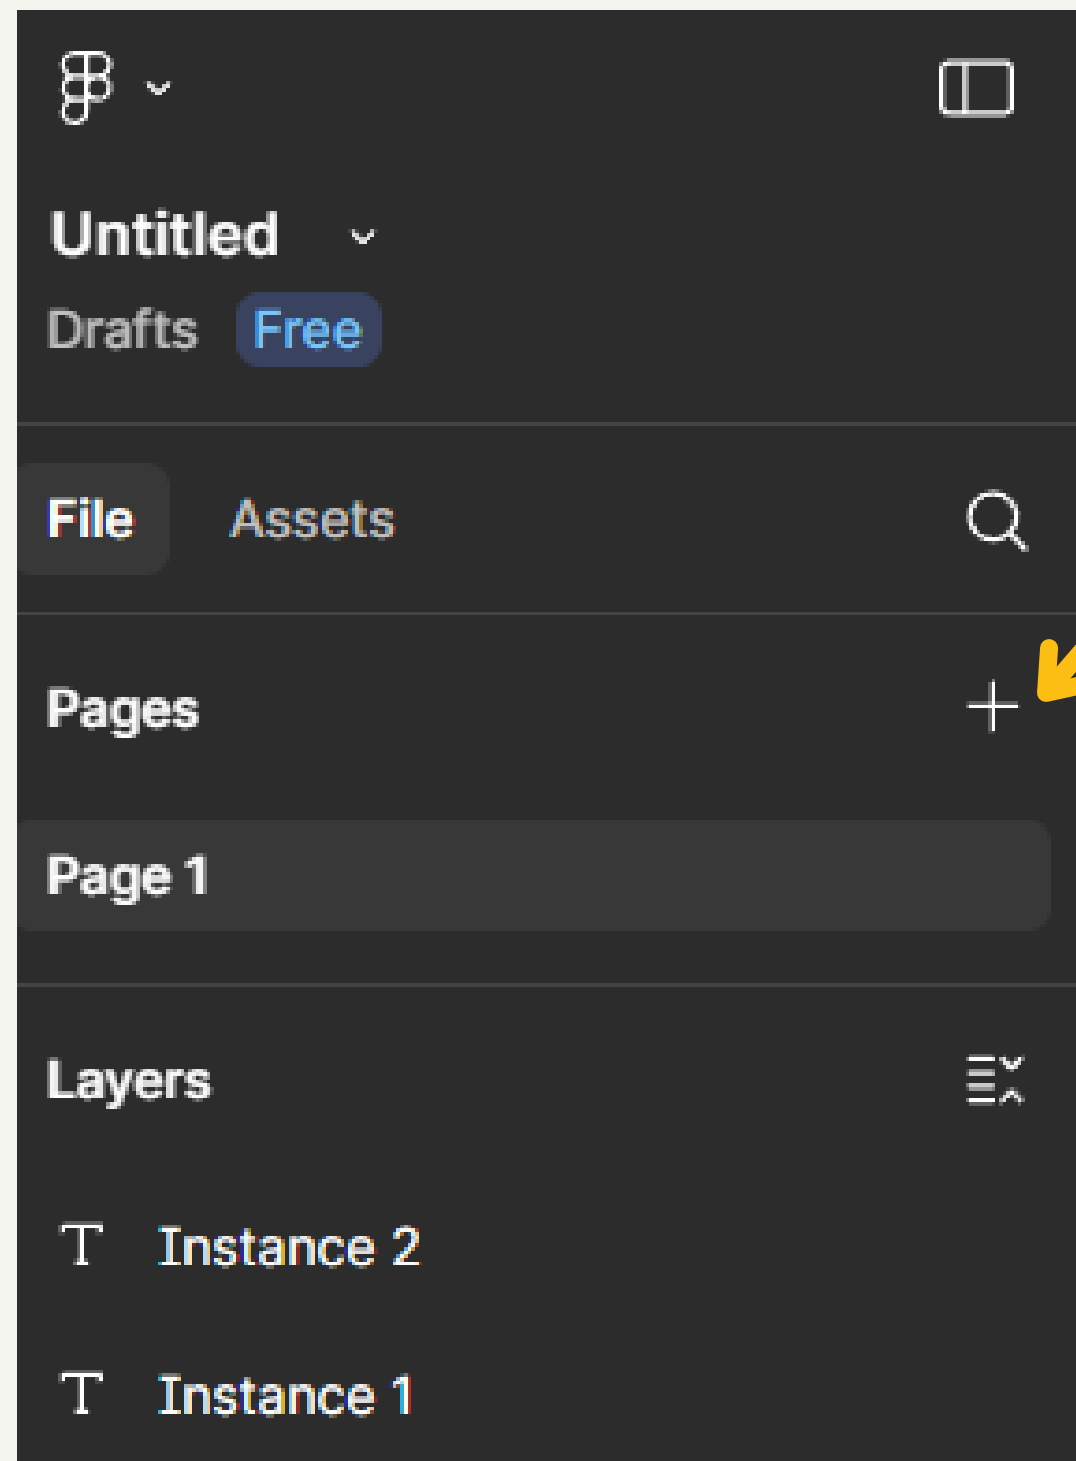 Untitled
Drafts Free
File Assets
Pages
Page 1
Layers
T Instance 2
T Instance 1